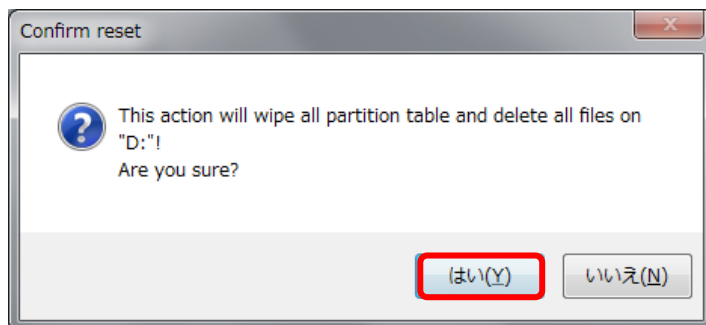 Confirm reset
This action will wipe all partition table and delete all files on
"D:"!
Are you sure?
はい(Y) いいえ(N)